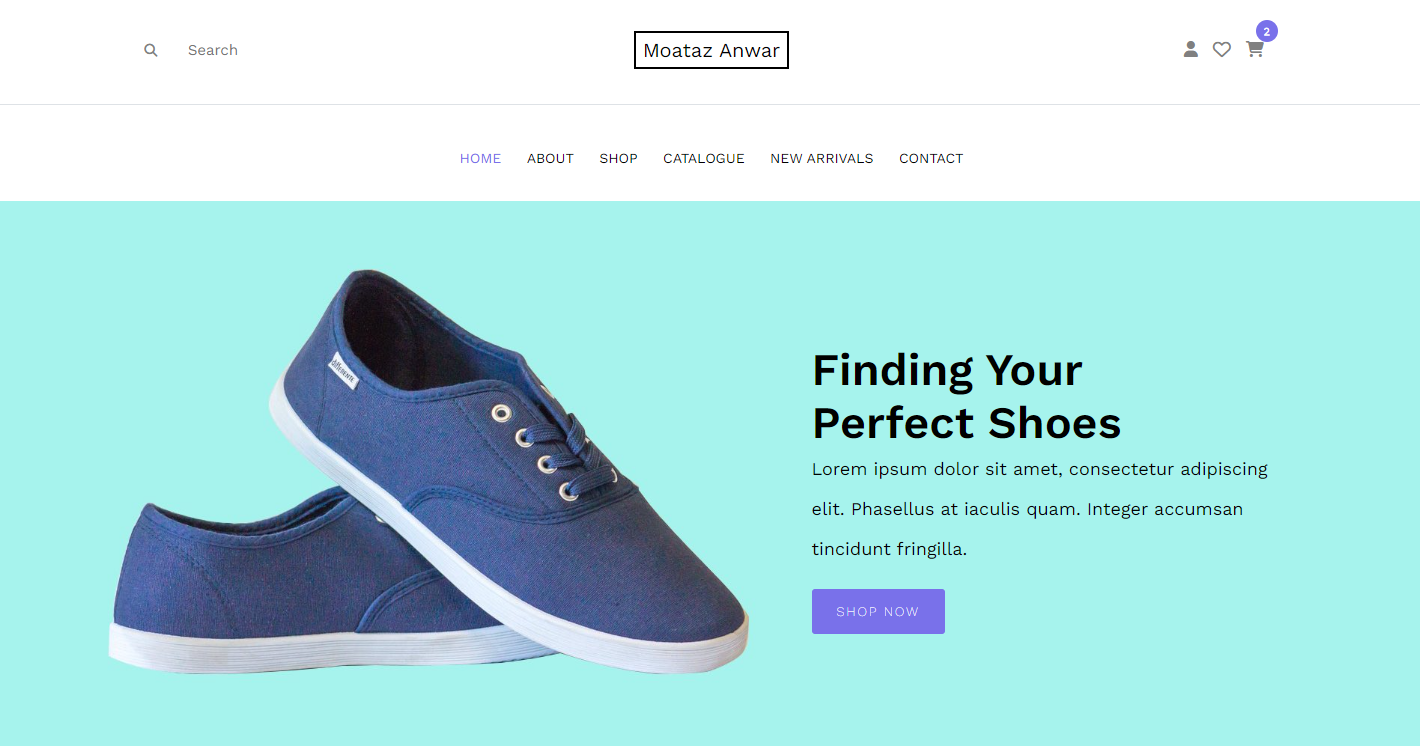 Search
Moataz Anwar
2
HOME ABOUT SHOP CATALOGUE NEW ARRIVALS CONTACT
Finding Your
Perfect Shoes
Lorem ipsum dolor sit amet, consectetur adipiscing
elit. Phasellus at iaculis quam. Integer accumsan
tincidunt fringilla.
SHOP NOW